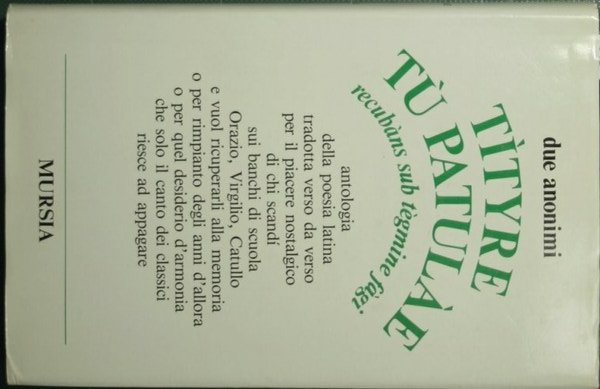 due anonimi
TÌTYRE
TÙ PATULÀE
recubàns sub tègmine fàgi
antologia
della poesia latina
tradotta verso da verso
per il piacere nostalgico
di chi scandì
sui banchi di scuola
Orazio, Virgilio, Catullo
e vuol ricuperarli alla memoria
o per rimpianto degli anni d'allora
o per quel desiderio d'armonia
che solo il canto dei classici
riesce ad appagare
MURSIA